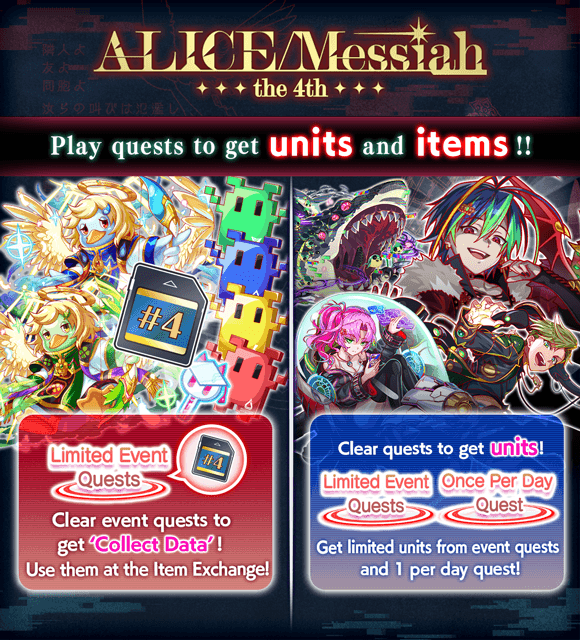 ALICE/Messiah
the 4th
Play quests to get units and items !!
#4
Limited Event
Quests
#4
Clear event quests to
get 'Collect Data' !
Use them at the Item Exchange!
Clear quests to get units!
Limited Event
Quests
Once Per Day
Quest
Get limited units from event quests
and 1 per day quest!